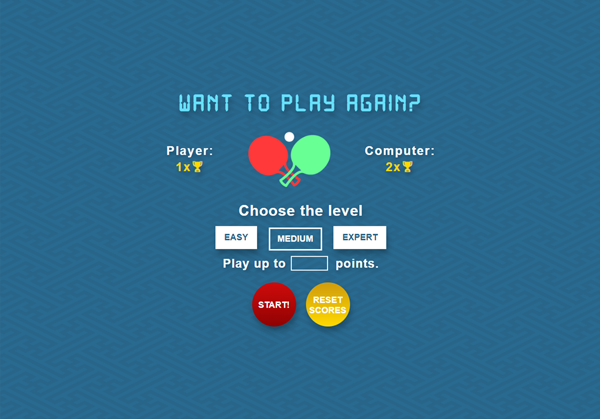 WANT TO PLAY AGAIN?
Player: Computer:
1x 2x
Choose the level
EASY MEDIUM EXPERT
Play up to points.
START! RESET
SCORES